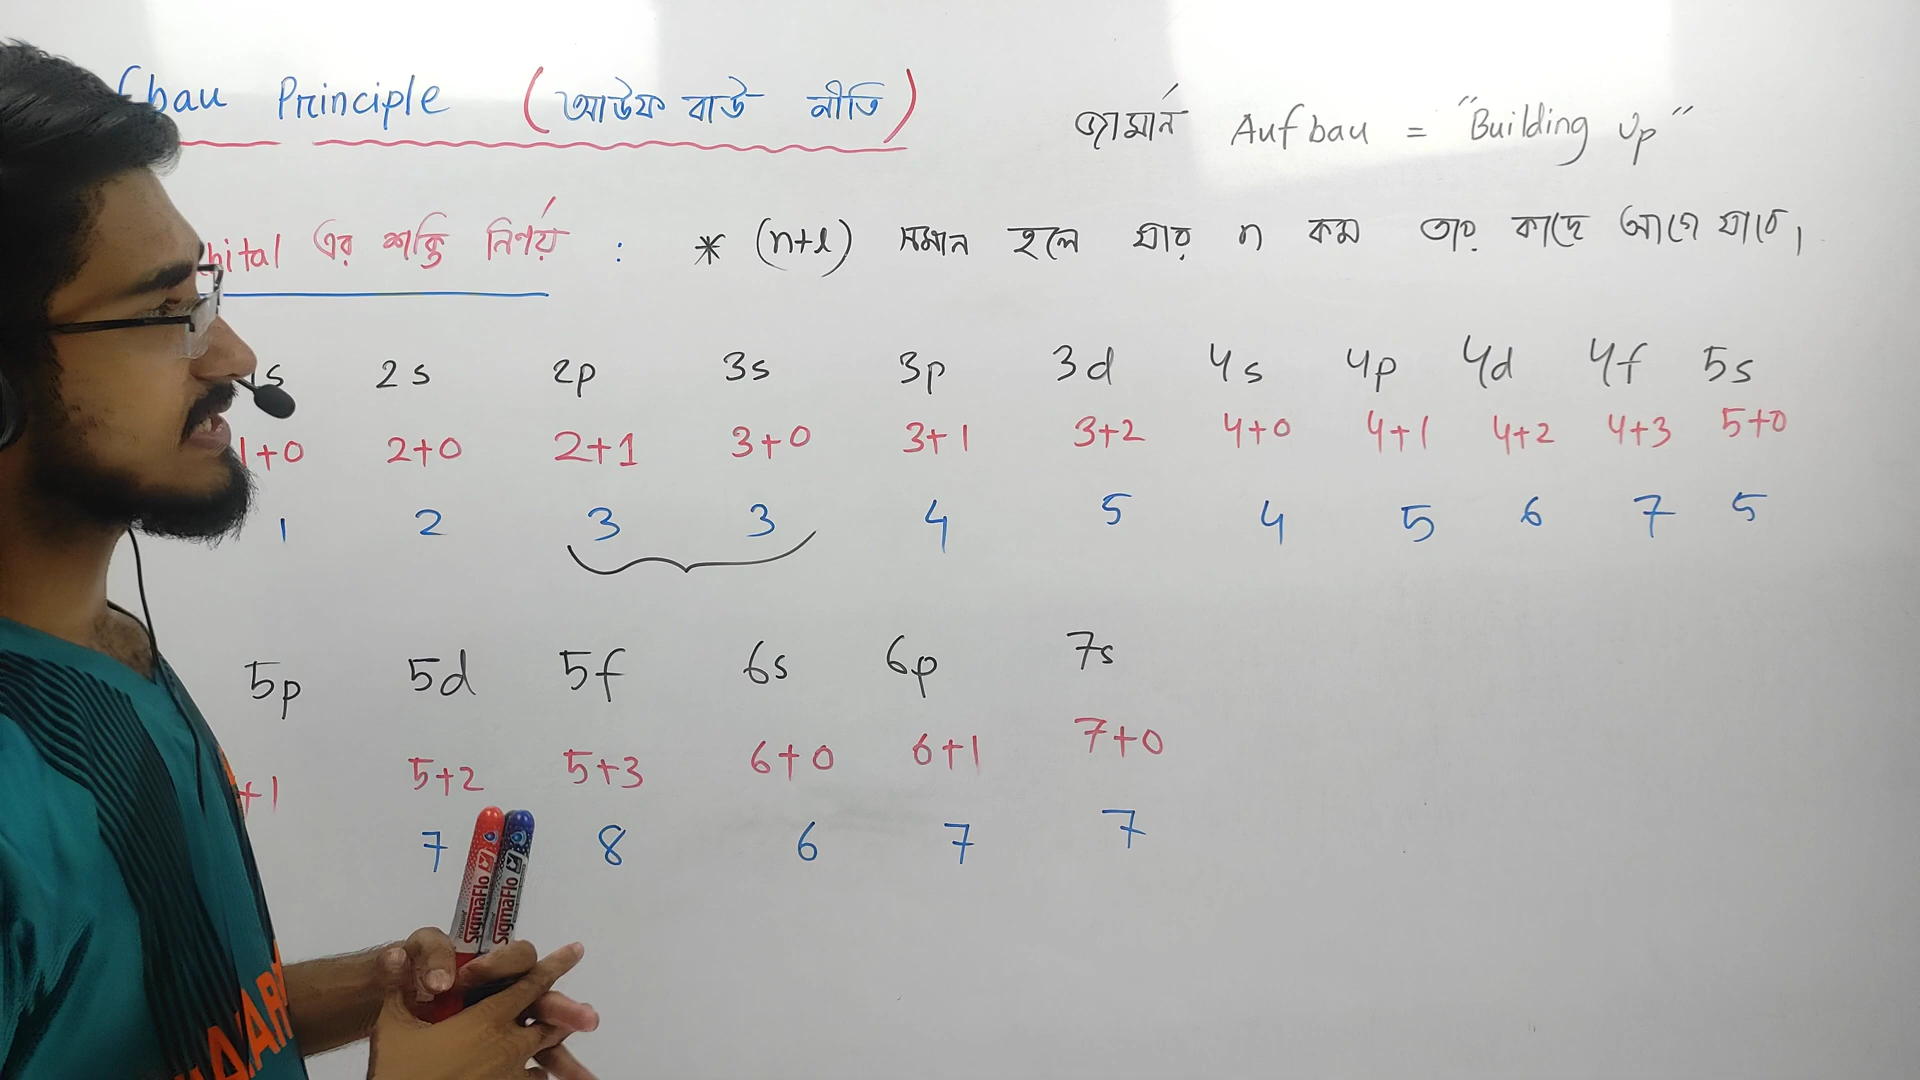 fbau Principle (আউফ বাউ নীতি)
জার্মান Aufbau = "Building Up"
bital এর শক্তি নির্ণয় : * (n+l) সমান হলে যার n কম তার কাছে আগে যাবে।
1s 2s 2p 3s 3p 3d 4s 4p 4d 4f 5s
1+0 2+0 2+1 3+0 3+1 3+2 4+0 4+1 4+2 4+3 5+0
1 2 3 3 4 5 4 5 6 7 5
5p 5d 5f 6s 6p 7s
+1 5+2 5+3 6+0 6+1 7+0
7 8 6 7 7
SigmaFlo
SigmaFlo